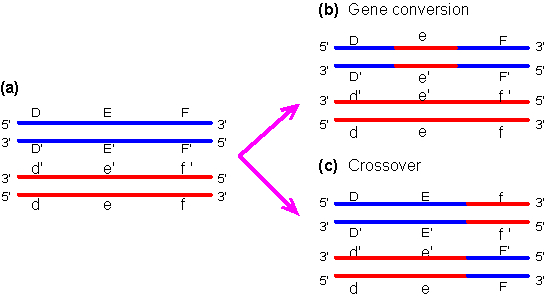 (a)
D E F
5' 3'
3' 5'
D' E' F'
d' e' f '
3' 5'
5' 3'
d e f
(b) Gene conversion
D e F
5' 3'
3' 5'
D' e' F'
d' e' f '
3' 5'
5' 3'
d e f
(c) Crossover
D E f
5' 3'
3' 5'
D' E' f '
d' e' F'
3' 5'
5' 3'
d e F